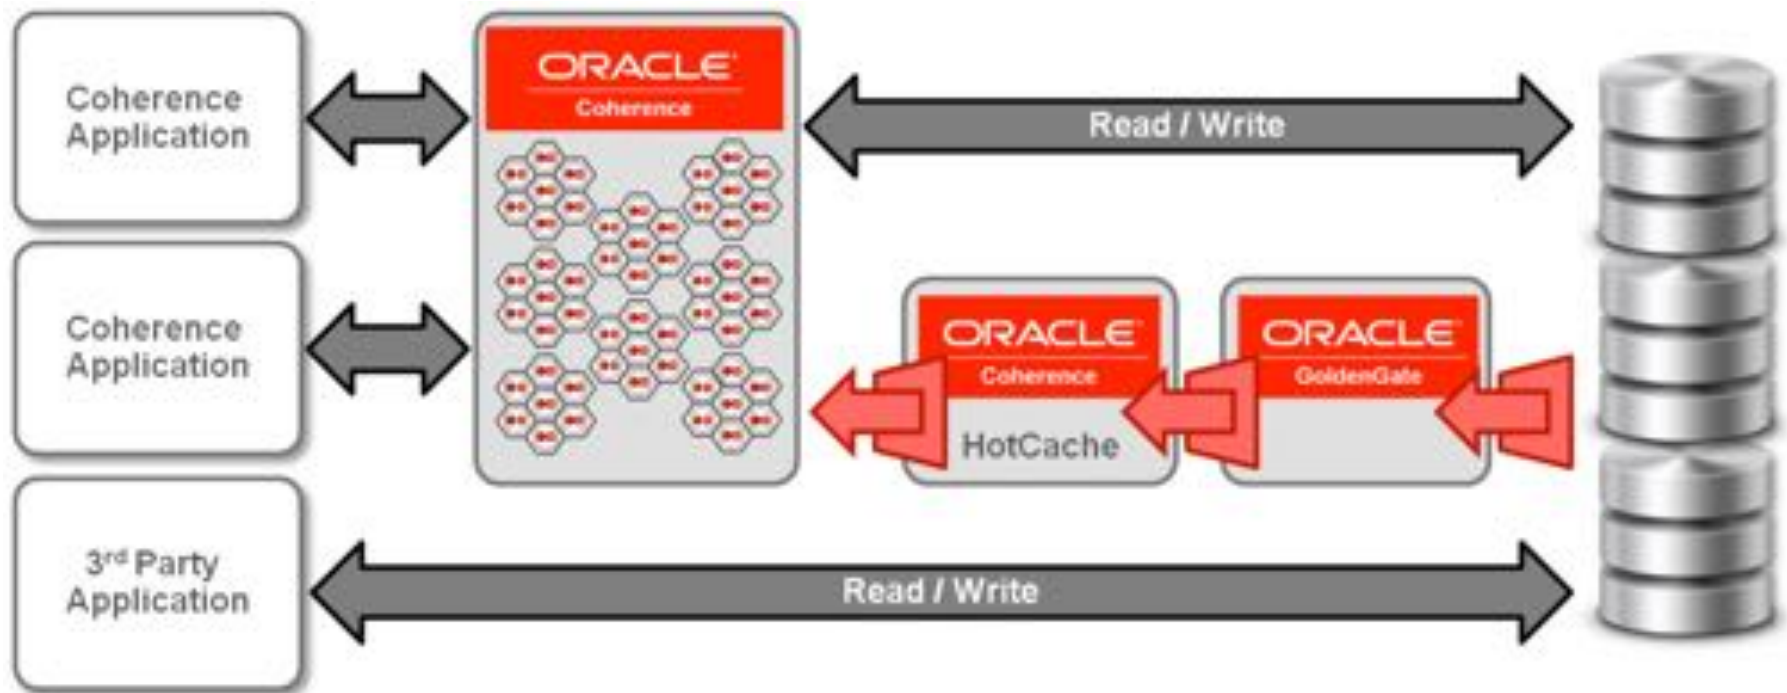 Coherence
Application
ORACLE
Coherence
Read / Write
Coherence
Application
ORACLE
Coherence
HotCache
ORACLE
GoldenGate
3rd Party
Application
Read / Write